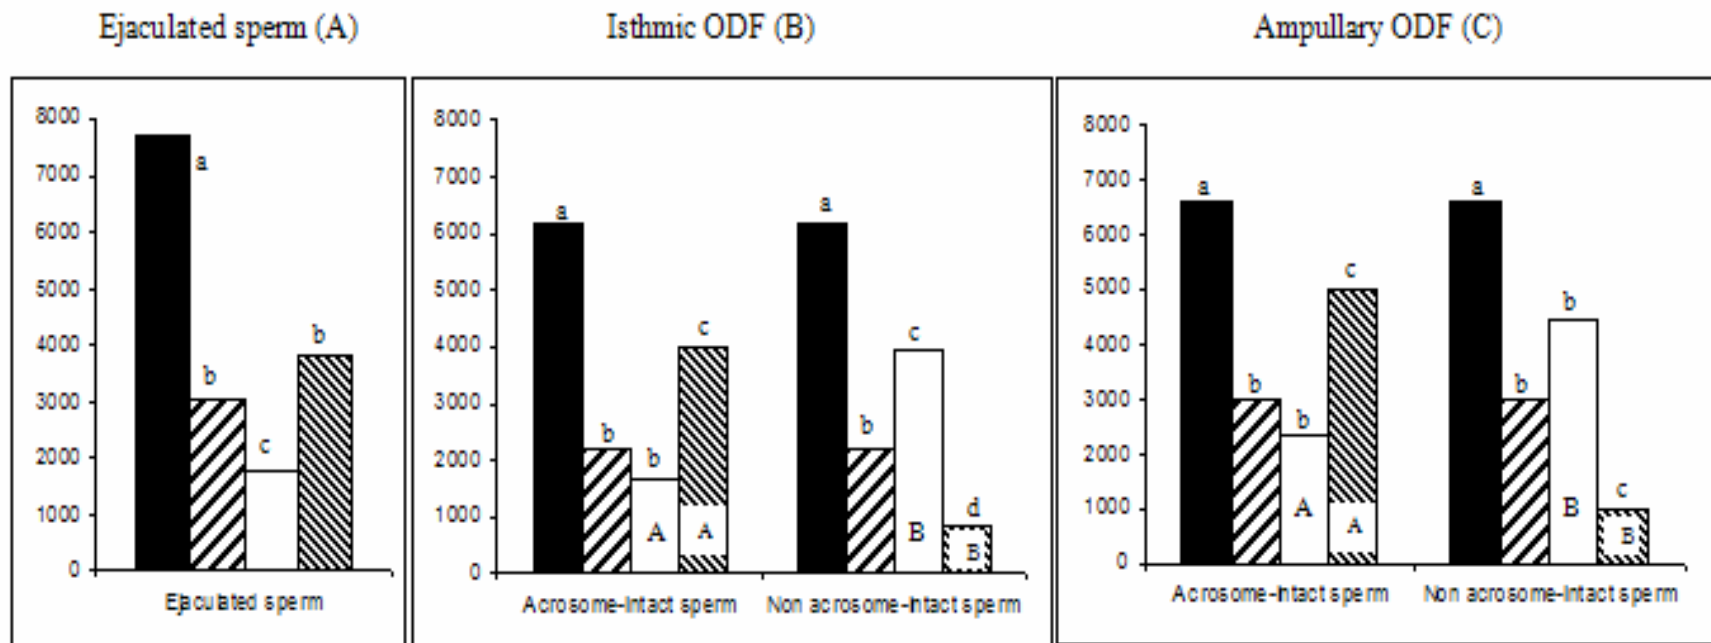 Ejaculated sperm (A)
Isthmic ODF (B)
Ampullary ODF (C)
8000
7000
6000
5000
4000
3000
2000
1000
0
a
b
c
b
Ejaculated sperm
8000
7000
6000
5000
4000
3000
2000
1000
0
a
b
b
c
A
A
a
b
c
d
B
B
Acrosome-Intact sperm
Non acrosome-Intact sperm
8000
7000
6000
5000
4000
3000
2000
1000
0
a
b
b
c
A
A
a
b
b
c
B
B
Acrosome-Intact sperm
Non acrosome-Intact sperm